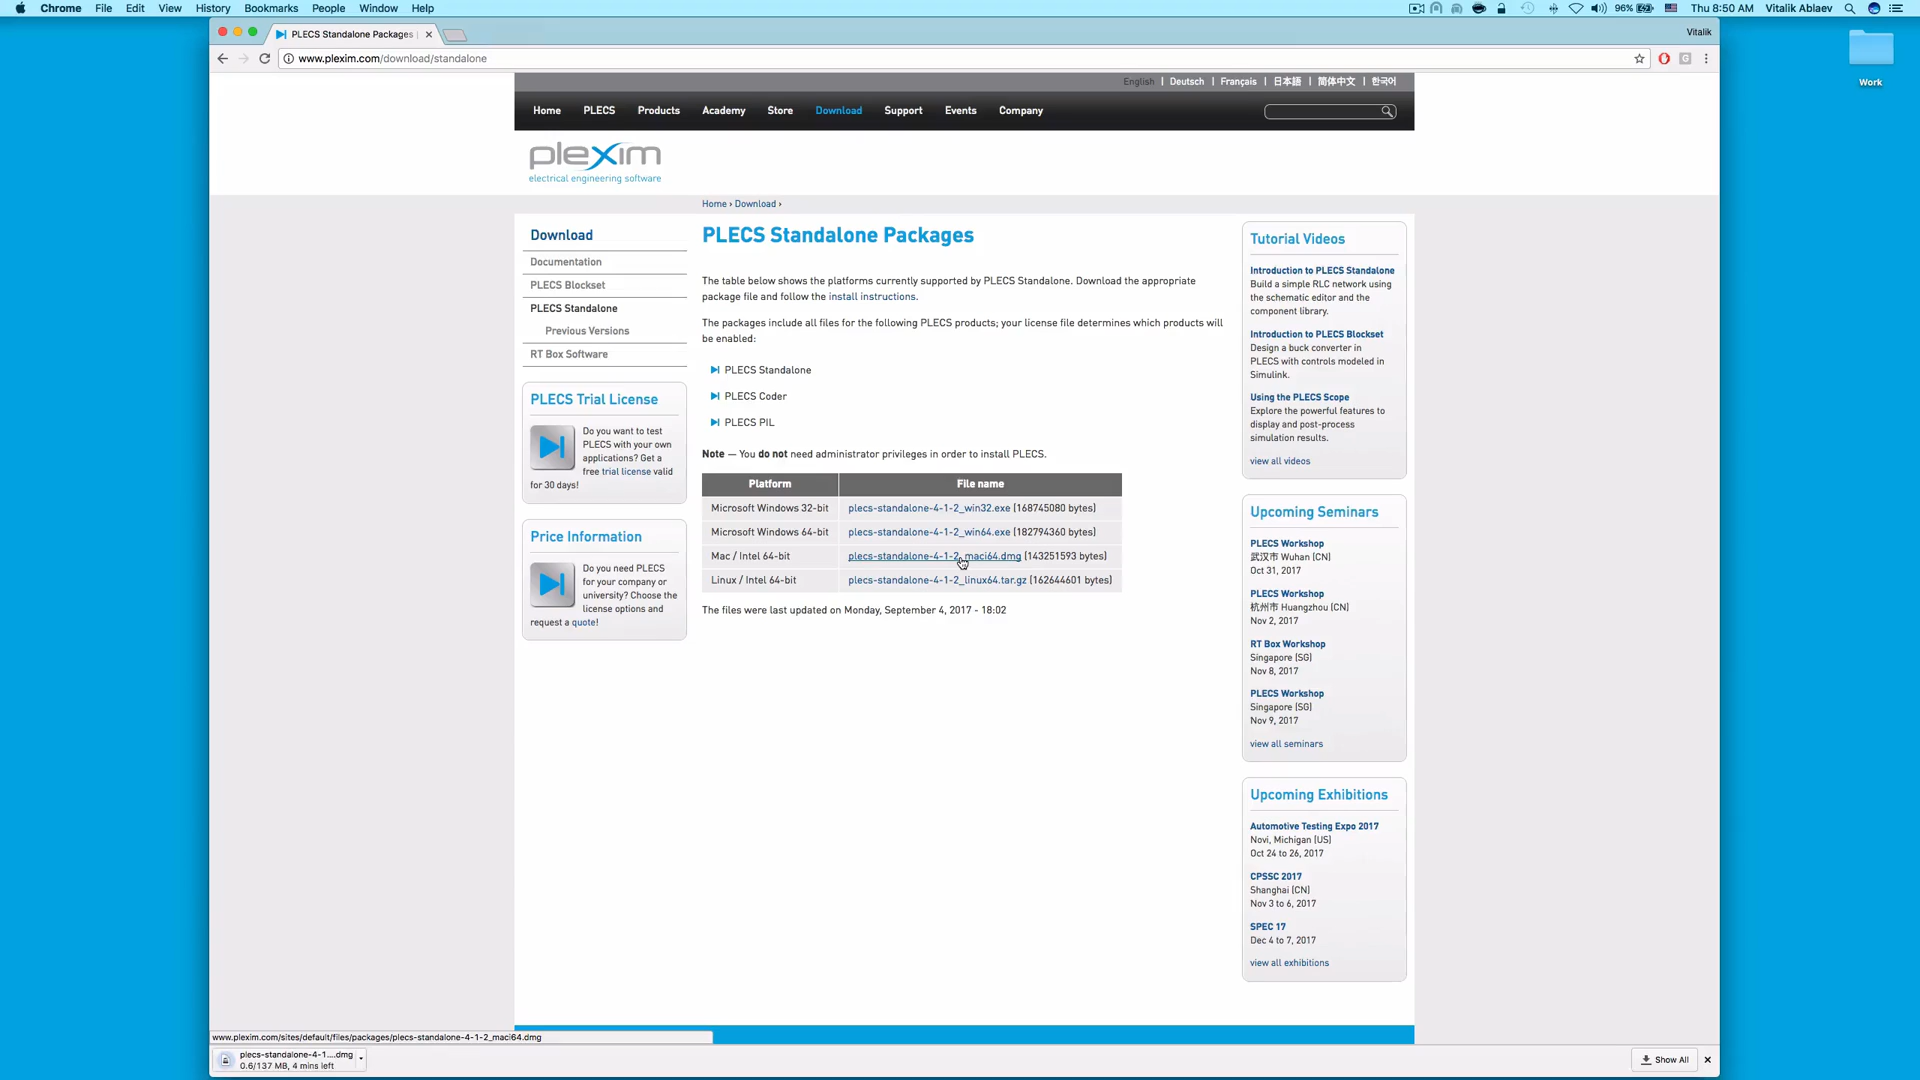 Chrome File Edit View History Bookmarks People Window Help
96% Thu 8:50 AM Vitalik Ablaev
PLECS Standalone Packages
Vitalik
www.plexim.com/download/standalone
Work
English | Deutsch | Français | 日本語 | 简体中文 | 한국어
Home PLECS Products Academy Store Download Support Events Company
plexim
electrical engineering software
Home › Download ›
Download
Documentation
PLECS Blockset
PLECS Standalone
Previous Versions
RT Box Software
PLECS Trial License
Do you want to test
PLECS with your own
applications? Get a
free trial license valid
for 30 days!
Price Information
Do you need PLECS
for your company or
university? Choose the
license options and
request a quote!
PLECS Standalone Packages
The table below shows the platforms currently supported by PLECS Standalone. Download the appropriate
package file and follow the install instructions.
The packages include all files for the following PLECS products; your license file determines which products will
be enabled:
PLECS Standalone
PLECS Coder
PLECS PIL
Note — You do not need administrator privileges in order to install PLECS.
Platform File name
Microsoft Windows 32-bit plecs-standalone-4-1-2_win32.exe (168745080 bytes)
Microsoft Windows 64-bit plecs-standalone-4-1-2_win64.exe (182794360 bytes)
Mac / Intel 64-bit plecs-standalone-4-1-2_maci64.dmg (143251593 bytes)
Linux / Intel 64-bit plecs-standalone-4-1-2_linux64.tar.gz (162644601 bytes)
The files were last updated on Monday, September 4, 2017 - 18:02
Tutorial Videos
Introduction to PLECS Standalone
Build a simple RLC network using
the schematic editor and the
component library.
Introduction to PLECS Blockset
Design a buck converter in
PLECS with controls modeled in
Simulink.
Using the PLECS Scope
Explore the powerful features to
display and post-process
simulation results.
view all videos
Upcoming Seminars
PLECS Workshop
武汉市 Wuhan (CN)
Oct 31, 2017
PLECS Workshop
杭州市 Huangzhou (CN)
Nov 2, 2017
RT Box Workshop
Singapore (SG)
Nov 8, 2017
PLECS Workshop
Singapore (SG)
Nov 9, 2017
view all seminars
Upcoming Exhibitions
Automotive Testing Expo 2017
Novi, Michigan (US)
Oct 24 to 26, 2017
CPSSC 2017
Shanghai (CN)
Nov 3 to 6, 2017
SPEC 17
Dec 4 to 7, 2017
view all exhibitions
www.plexim.com/sites/default/files/packages/plecs-standalone-4-1-2_maci64.dmg
plecs-standalone-4-1....dmg
0.6/137 MB, 4 mins left
Show All